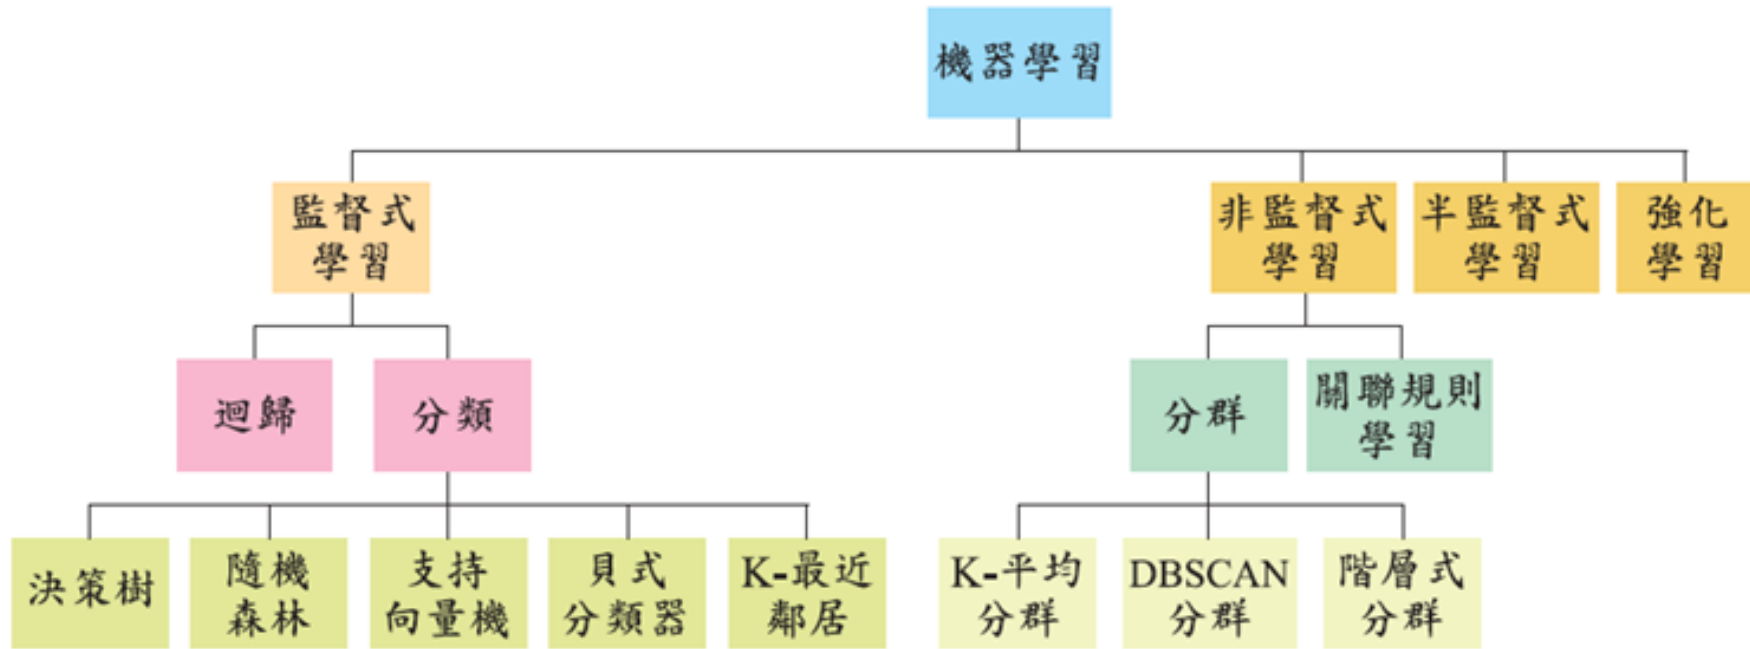 機器學習
監督式
學習
非監督式
學習
半監督式
學習
強化
學習
迴歸
分類
分群
關聯規則
學習
決策樹
隨機
森林
支持
向量機
貝式
分類器
K-最近
鄰居
K-平均
分群
DBSCAN
分群
階層式
分群